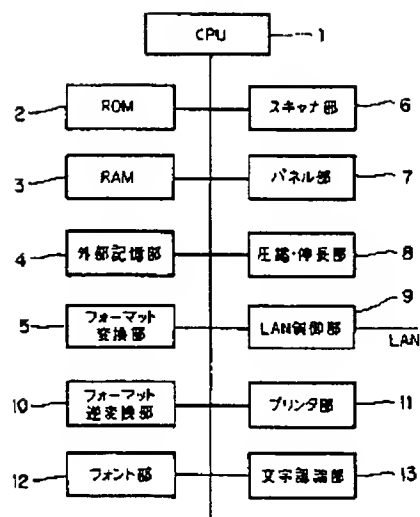 CPU 1
2 ROM スキャナ部 6
3 RAM パネル部 7
4 外部記憶部 圧縮・伸長部 8
9
5 フォーマット LAN制御部
変換部 LAN
10 フォーマット プリンタ部 11
逆変換部
12 フォント部 文字認識部 13